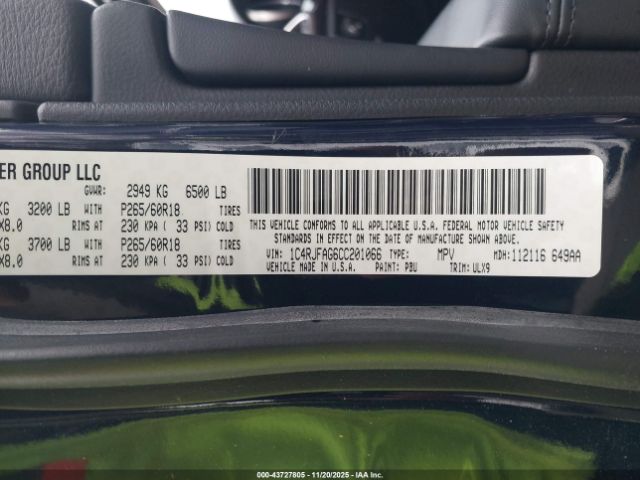 ER GROUP LLC
GVWR: 2949 KG 6500 LB
KG 3200 LB WITH P265/60R18 TIRES
X8.0 RIMS AT 230 KPA ( 33 PSI) COLD
KG 3700 LB WITH P265/60R18 TIRES
X8.0 RIMS AT 230 KPA ( 33 PSI) COLD
THIS VEHICLE CONFORMS TO ALL APPLICABLE U.S.A. FEDERAL MOTOR VEHICLE SAFETY
STANDARDS IN EFFECT ON THE DATE OF MANUFACTURE SHOWN ABOVE.
VIN: 1C4RJFAG6CC201066 TYPE: MPV MDH: 112116 649AA
VEHICLE MADE IN U.S.A. PAINT: PBU TRIM: ULX9
000-43727805 - 11/20/2025 - IAA Inc.